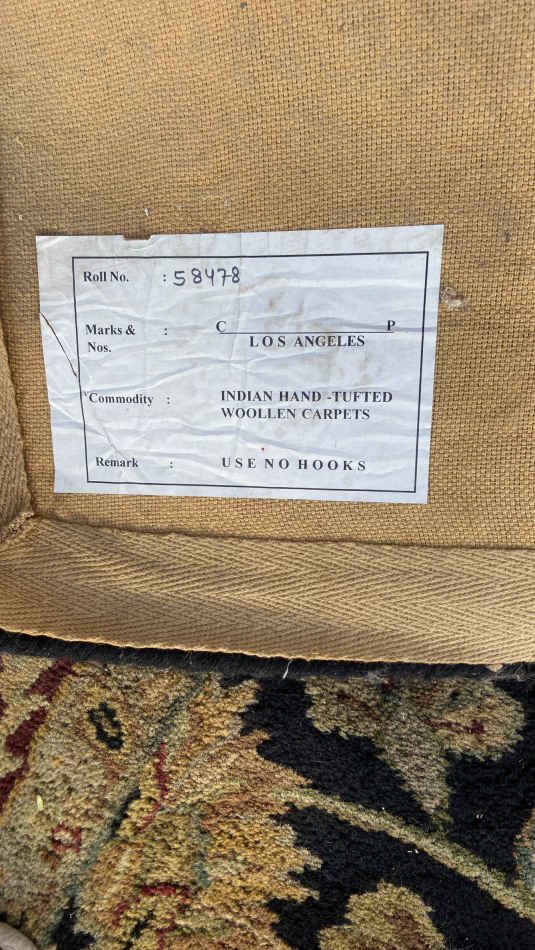 Roll No. : 58478
Marks & : C P
Nos. LOS ANGELES
Commodity : INDIAN HAND -TUFTED
WOOLLEN CARPETS
Remark : USE NO HOOKS